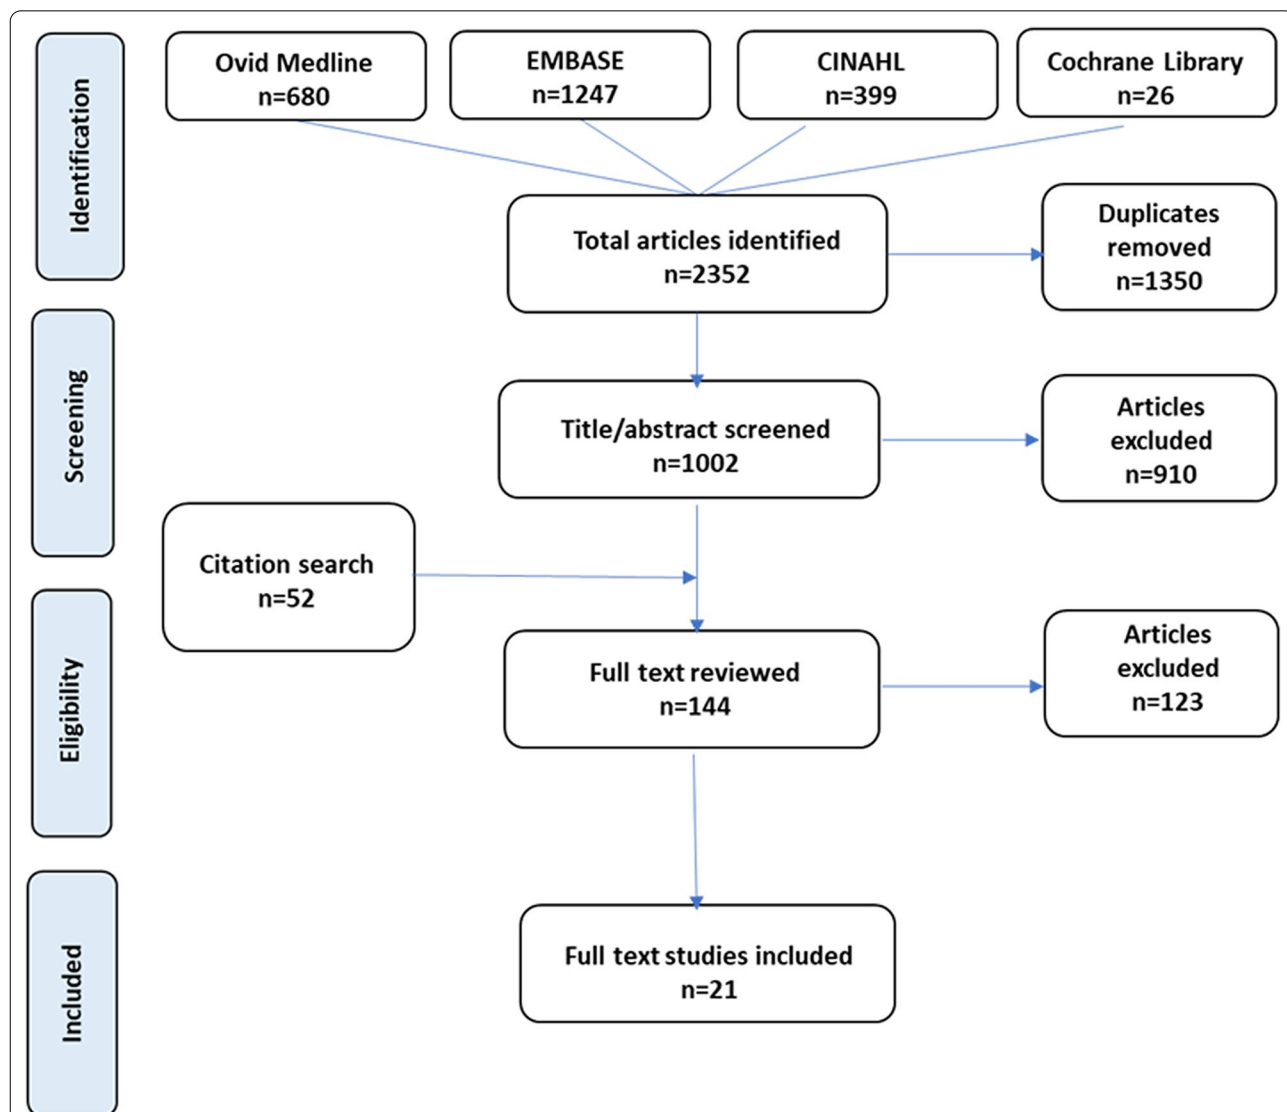 Identification
Ovid Medline
n=680
EMBASE
n=1247
CINAHL
n=399
Cochrane Library
n=26
Total articles identified
n=2352
Duplicates
removed
n=1350
Screening
Title/abstract screened
n=1002
Articles
excluded
n=910
Citation search
n=52
Eligibility
Full text reviewed
n=144
Articles
excluded
n=123
Included
Full text studies included
n=21